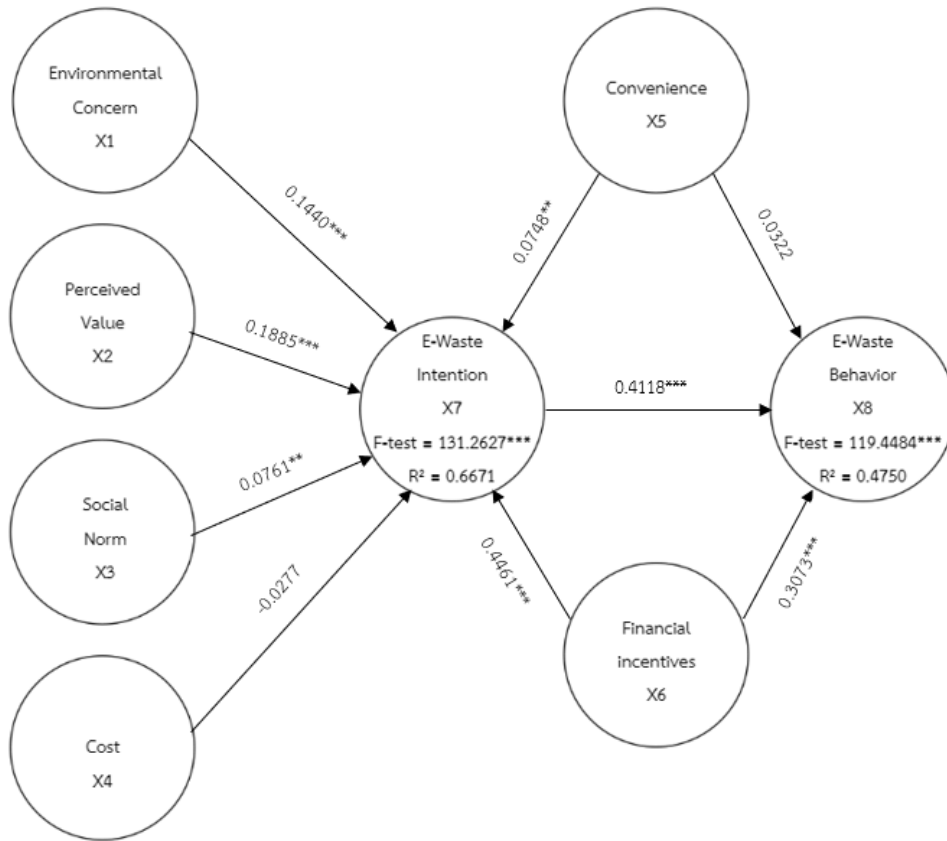 Environmental
Concern
X1
Convenience
X5
0.1440***
0.0748**
0.0322
Perceived
Value
X2
0.1885***
E-Waste
Intention
X7
F-test = 131.2627***
R² = 0.6671
0.4118***
E-Waste
Behavior
X8
F-test = 119.4484***
R² = 0.4750
Social
Norm
X3
0.0761**
-0.0277
0.4461***
0.3073***
Financial
incentives
X6
Cost
X4